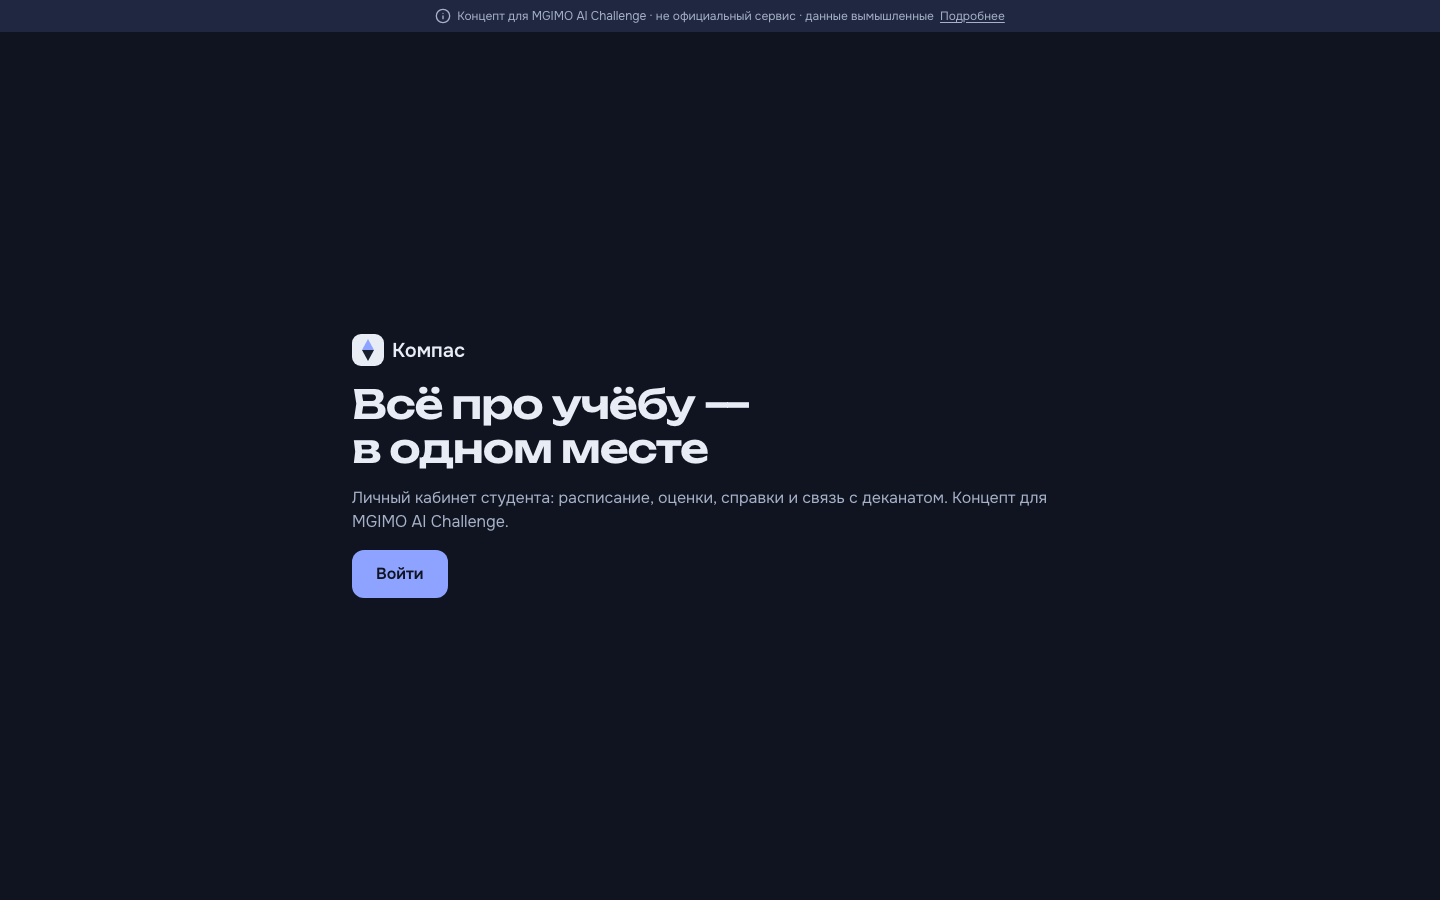 Концепт для MGIMO AI Challenge · не официальный сервис · данные вымышленные Подробнее
Компас
Всё про учёбу —
в одном месте
Личный кабинет студента: расписание, оценки, справки и связь с деканатом. Концепт для
MGIMO AI Challenge.
Войти